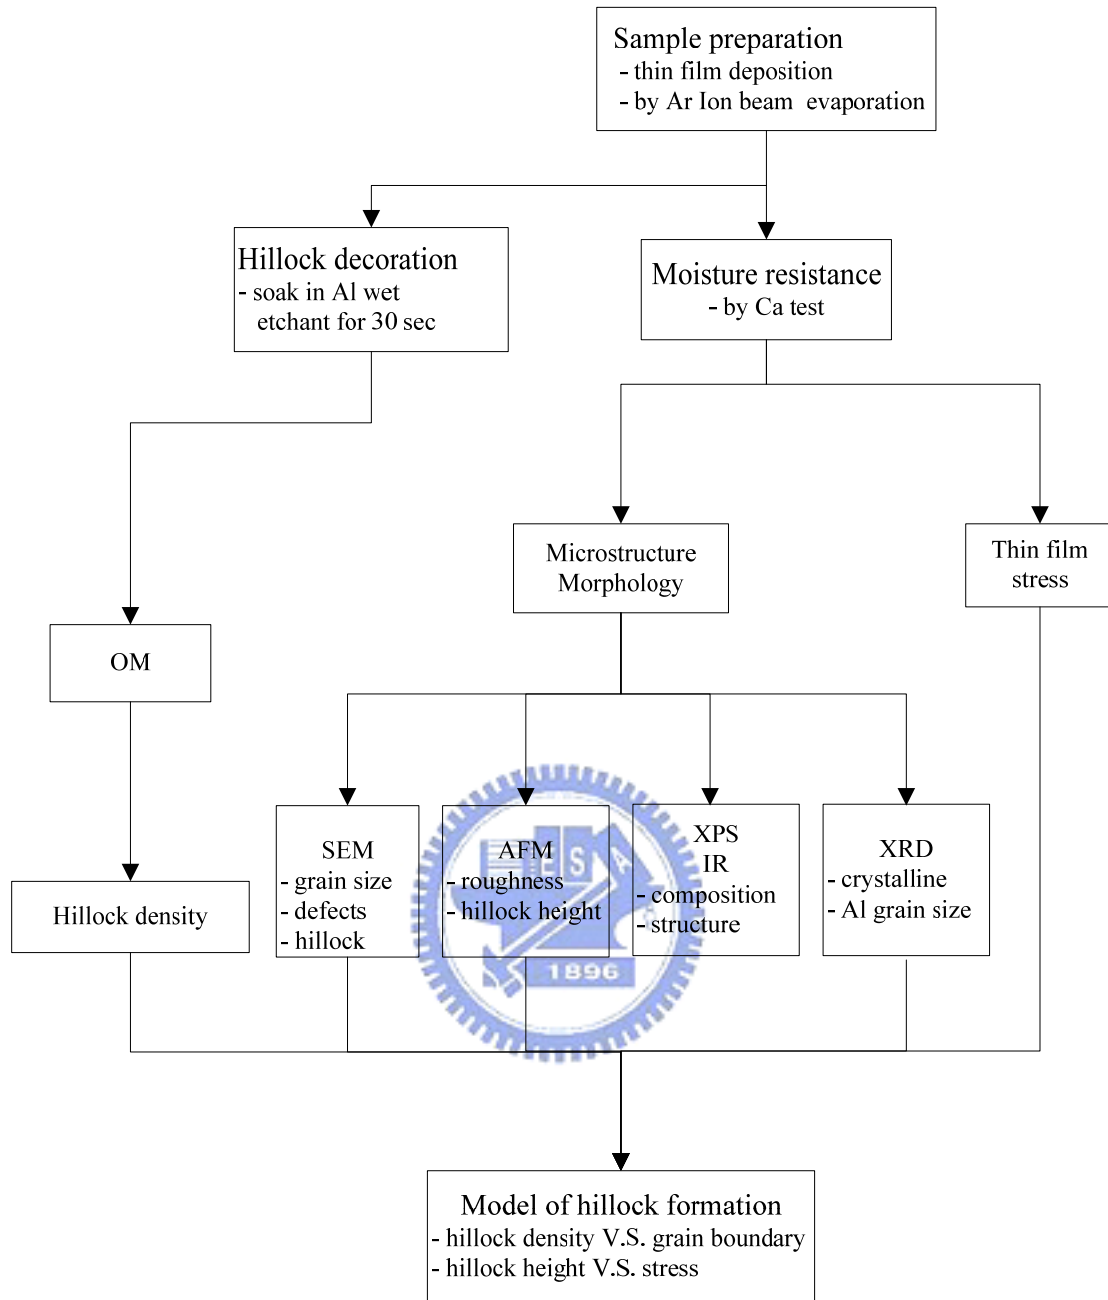 Sample preparation
- thin film deposition
- by Ar Ion beam evaporation
Hillock decoration
- soak in Al wet
etchant for 30 sec
Moisture resistance
- by Ca test
Microstructure
Morphology
Thin film
stress
OM
SEM
- grain size
- defects
- hillock
AFM
- roughness
- hillock height
XPS
IR
- composition
- structure
XRD
- crystalline
- Al grain size
Hillock density
E S A
1896
Model of hillock formation
- hillock density V.S. grain boundary
- hillock height V.S. stress